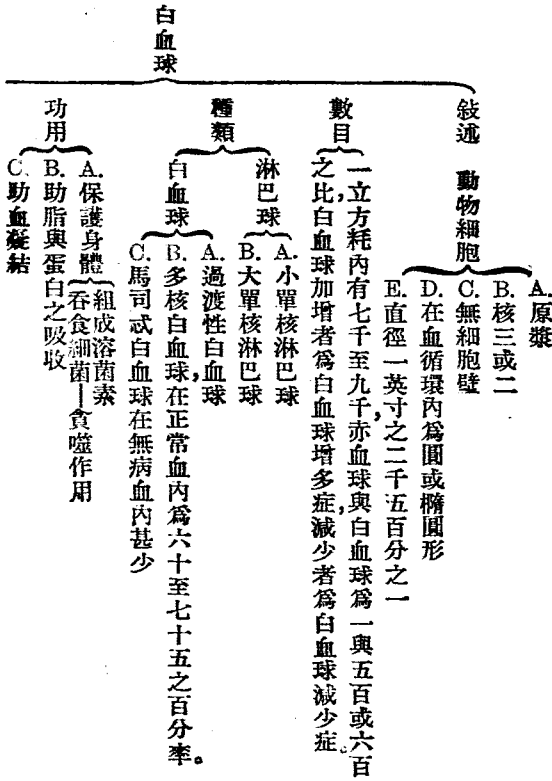 白血球
敍述 動物細胞
A. 原漿
B. 核三或二
C. 無細胞壁
D. 在血循環內爲圓或橢圓形
E. 直徑一英寸之二千五百分之一
數目
一立方耗內有七千至九千,赤血球與白血球爲一與五百或六百
之比,白血球加增者爲白血球增多症,減少者爲白血球減少症。
種類
淋巴球
A. 小單核淋巴球
B. 大單核淋巴球
白血球
A. 過渡性白血球
B. 多核白血球,在正常血內爲六十至七十五之百分率。
C. 馬司忒白血球在無病血內甚少
功用
A. 保護身體
組成溶菌素
吞食細菌—貪噬作用
B. 助脂與蛋白之吸收
C. 助血凝結